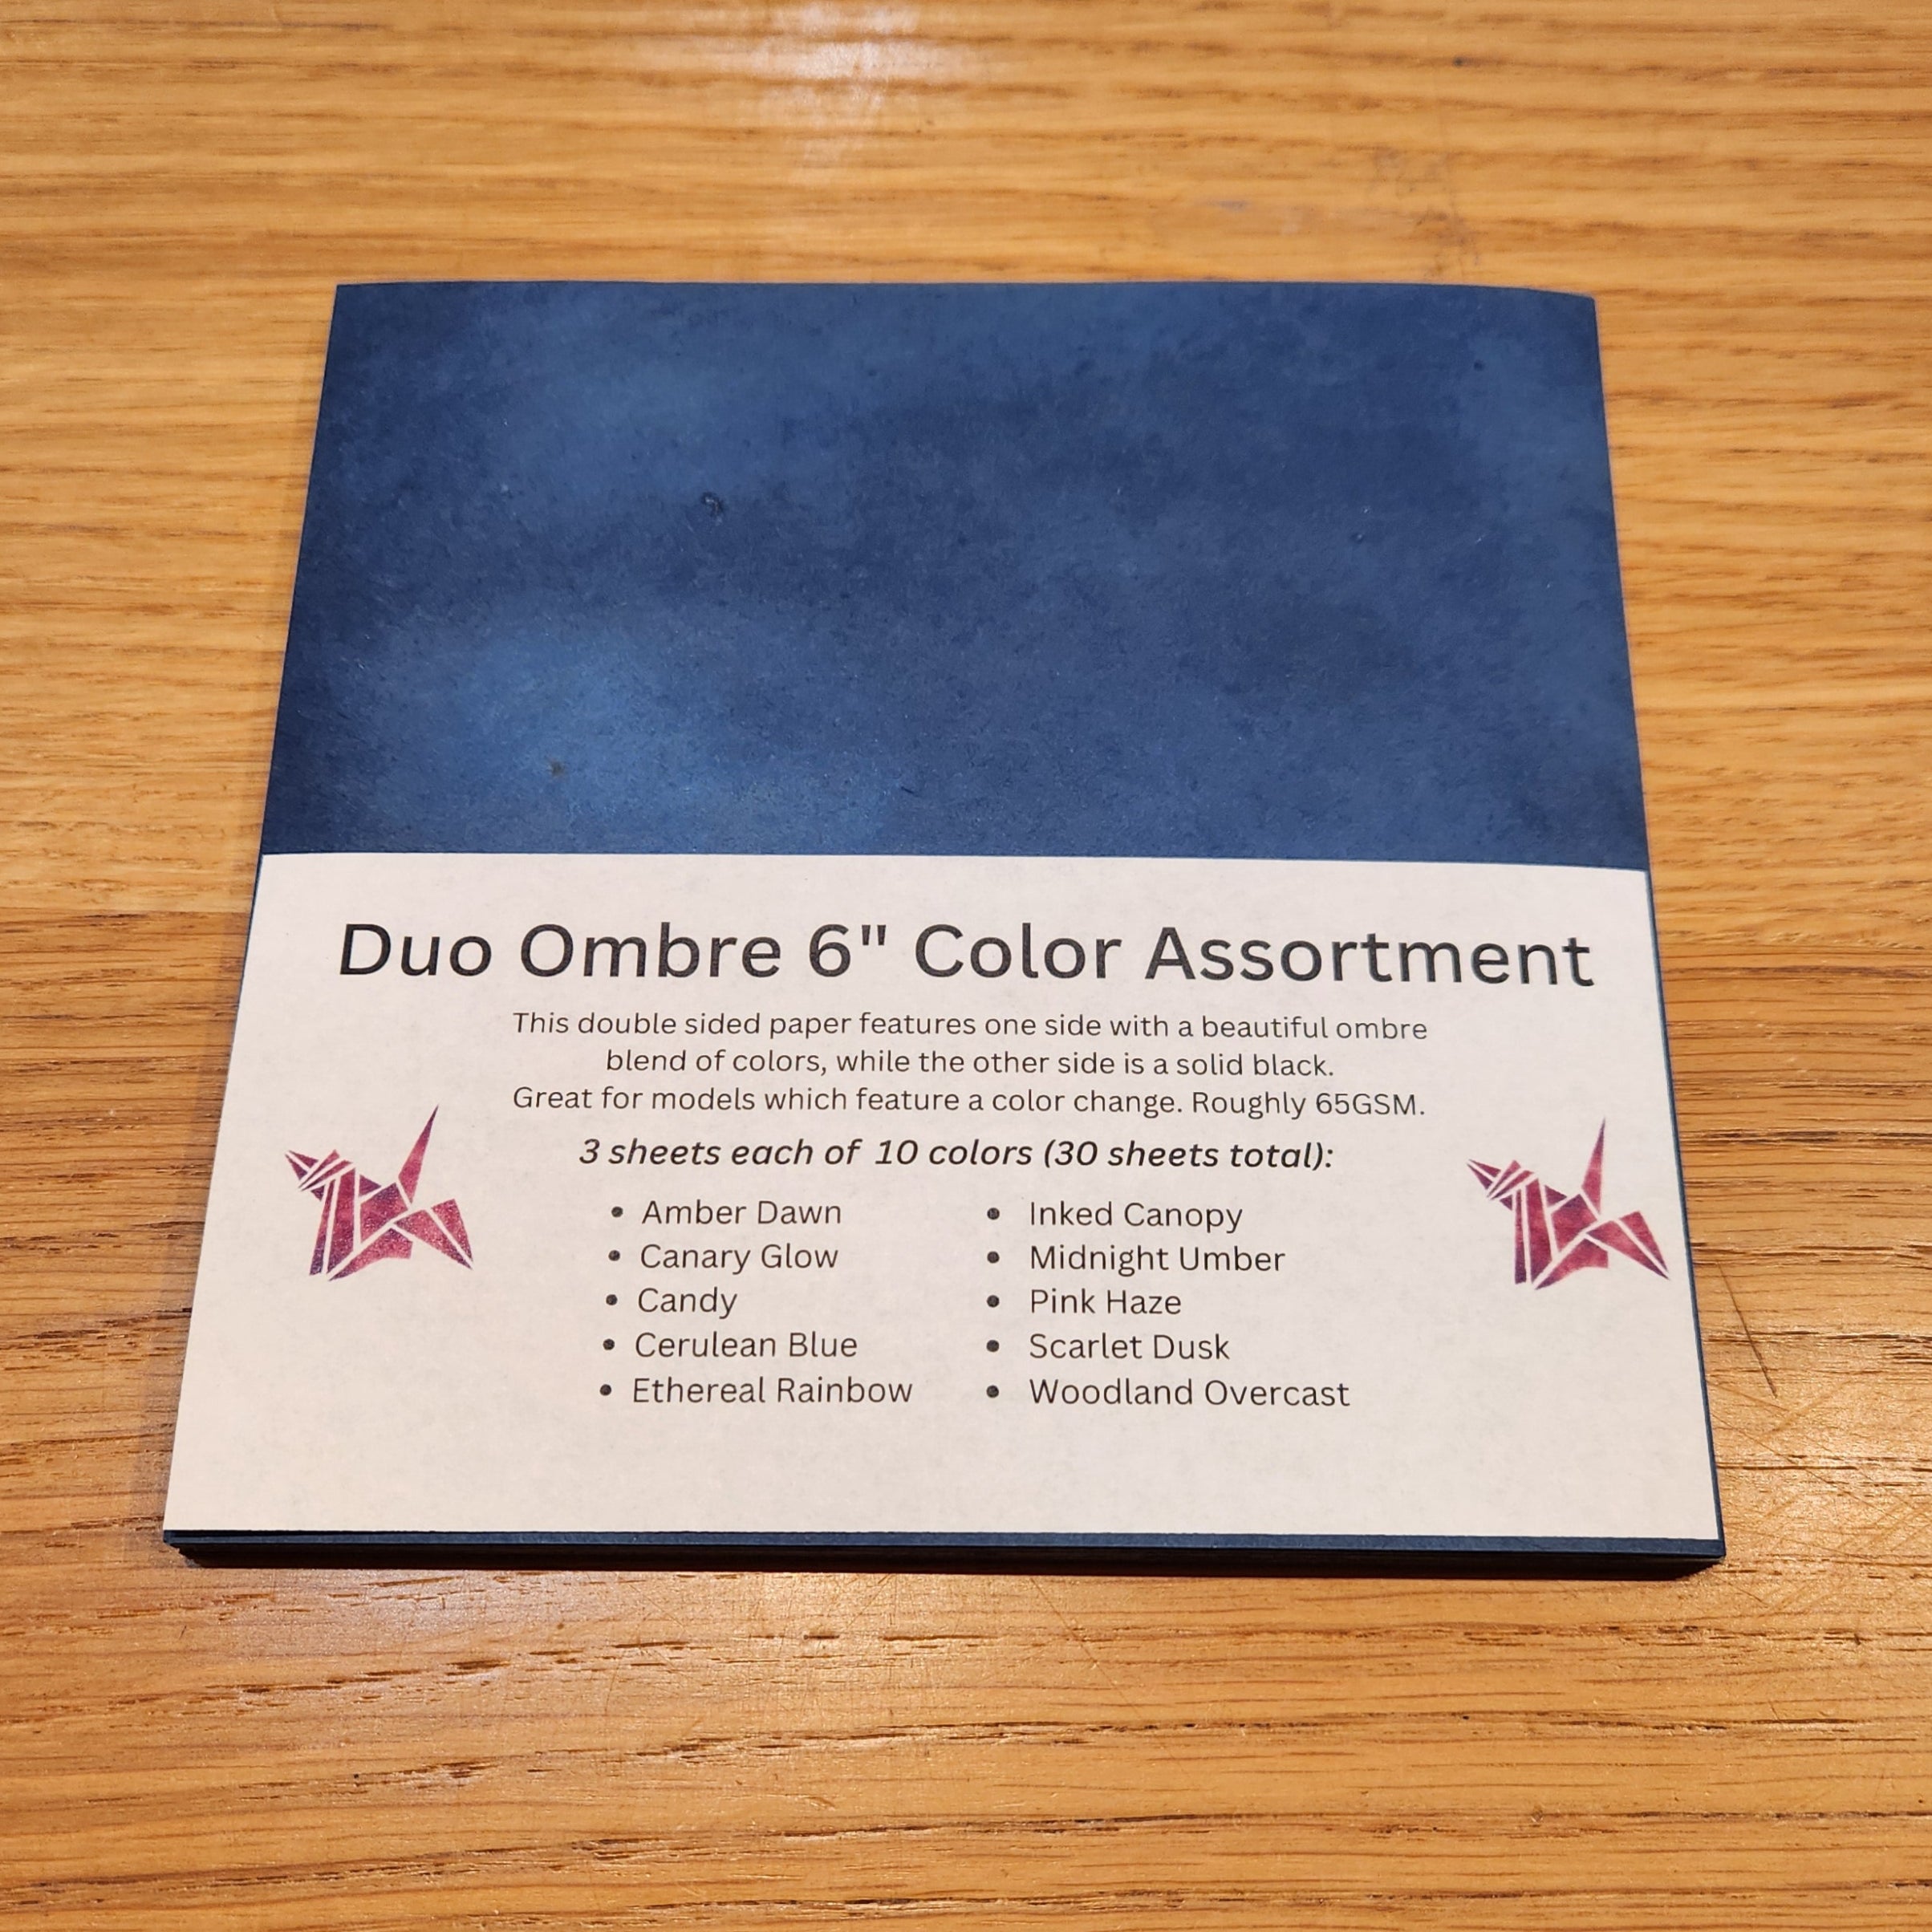 Duo Ombre 6" Color Assortment
This double sided paper features one side with a beautiful ombre
blend of colors, while the other side is a solid black.
Great for models which feature a color change. Roughly 65GSM.
3 sheets each of 10 colors (30 sheets total):
• Amber Dawn
• Canary Glow
• Candy
• Cerulean Blue
• Ethereal Rainbow
• Inked Canopy
• Midnight Umber
• Pink Haze
• Scarlet Dusk
• Woodland Overcast